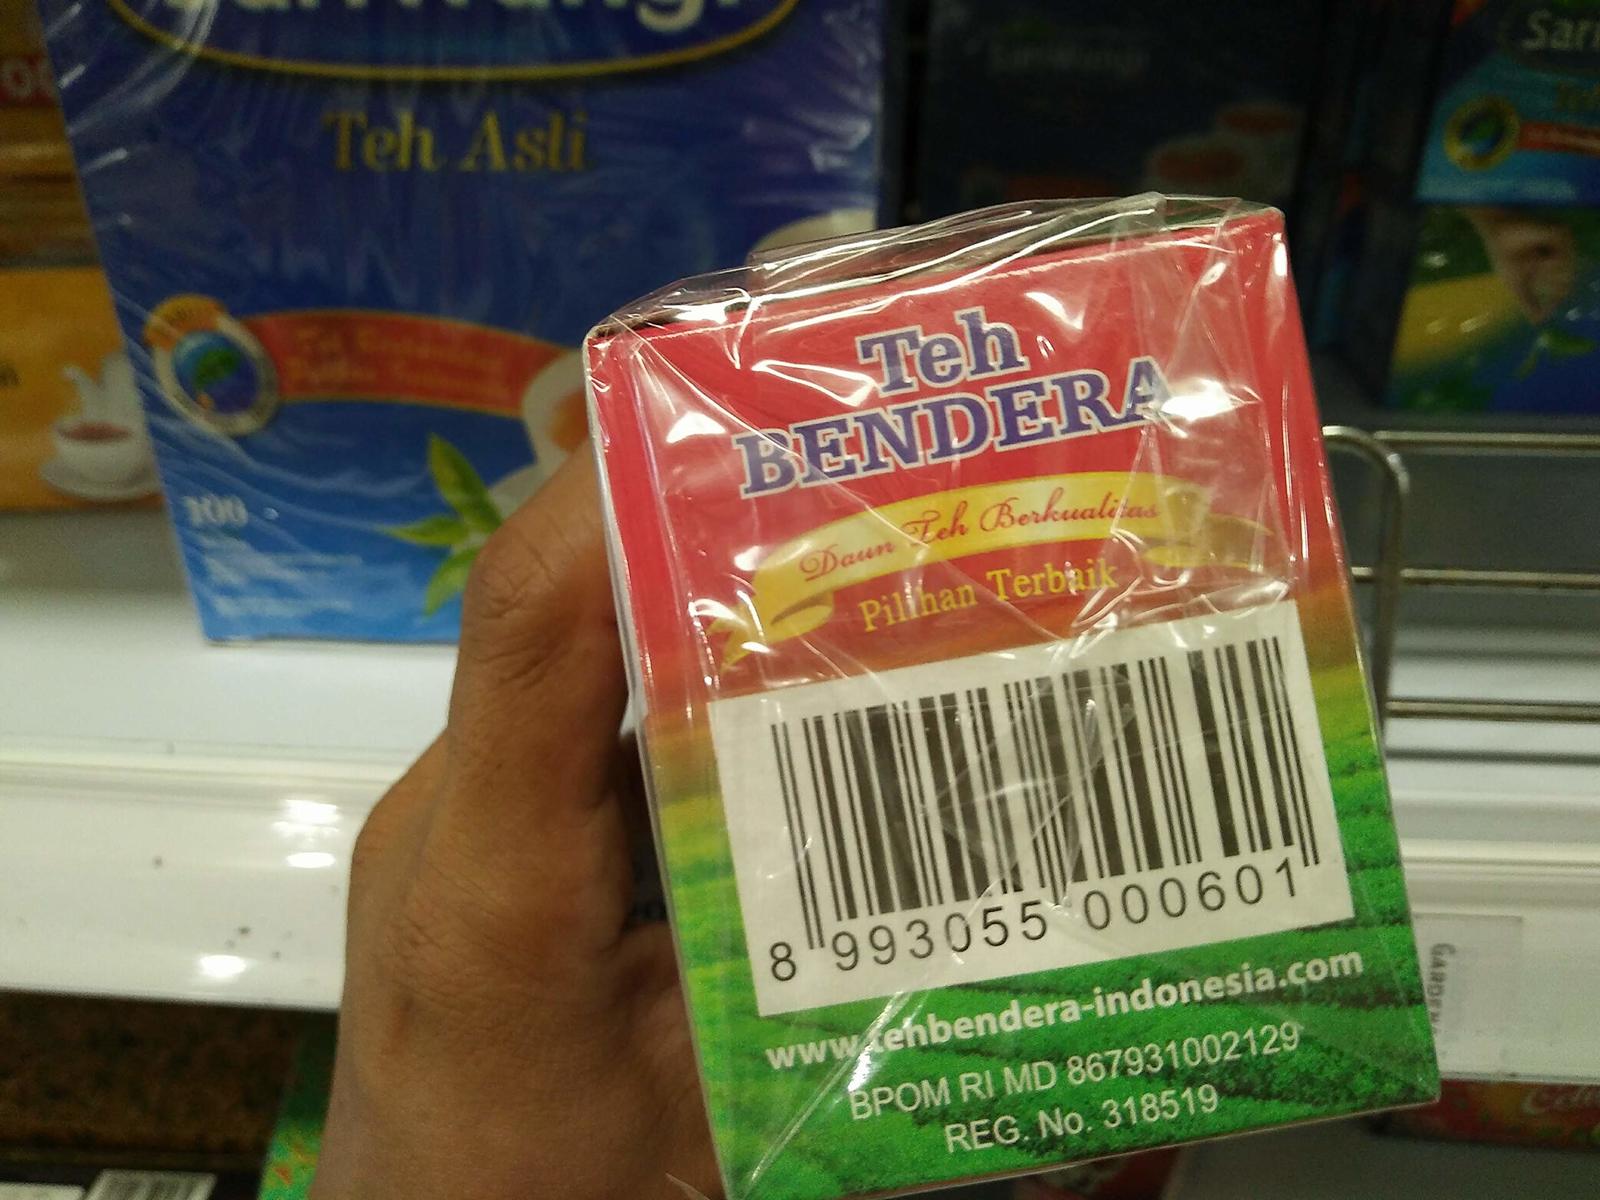 Teh Asli
100
Teh
BENDERA
Daun Teh Berkualitas
Pilihan Terbaik
8 993055 000601
www.tehbendera-indonesia.com
BPOM RI MD 867931002129
REG. No. 318519